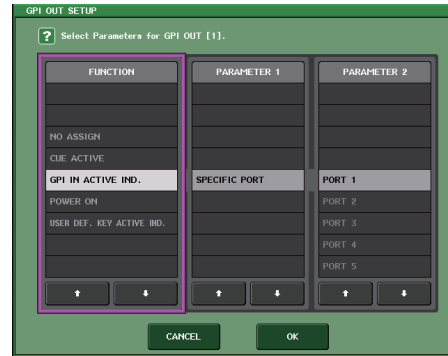 GPI OUT SETUP
? Select Parameters for GPI OUT [1].
FUNCTION PARAMETER 1 PARAMETER 2
NO ASSIGN
CUE ACTIVE
GPI IN ACTIVE IND. SPECIFIC PORT PORT 1
POWER ON PORT 2
USER DEF. KEY ACTIVE IND. PORT 3
PORT 4
PORT 5
CANCEL OK